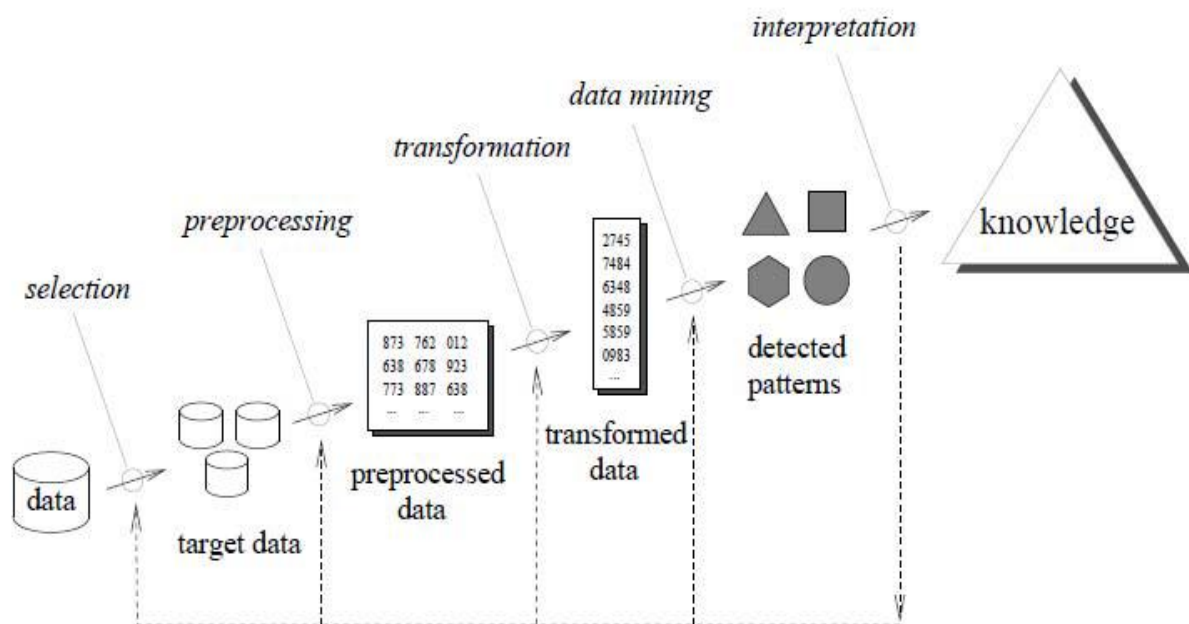 interpretation
data mining
transformation
preprocessing
selection
data
target data
873 762 012
638 678 923
773 887 638
... ... ...
preprocessed
data
2745
7484
6348
4859
5859
0983
...
transformed
data
detected
patterns
knowledge